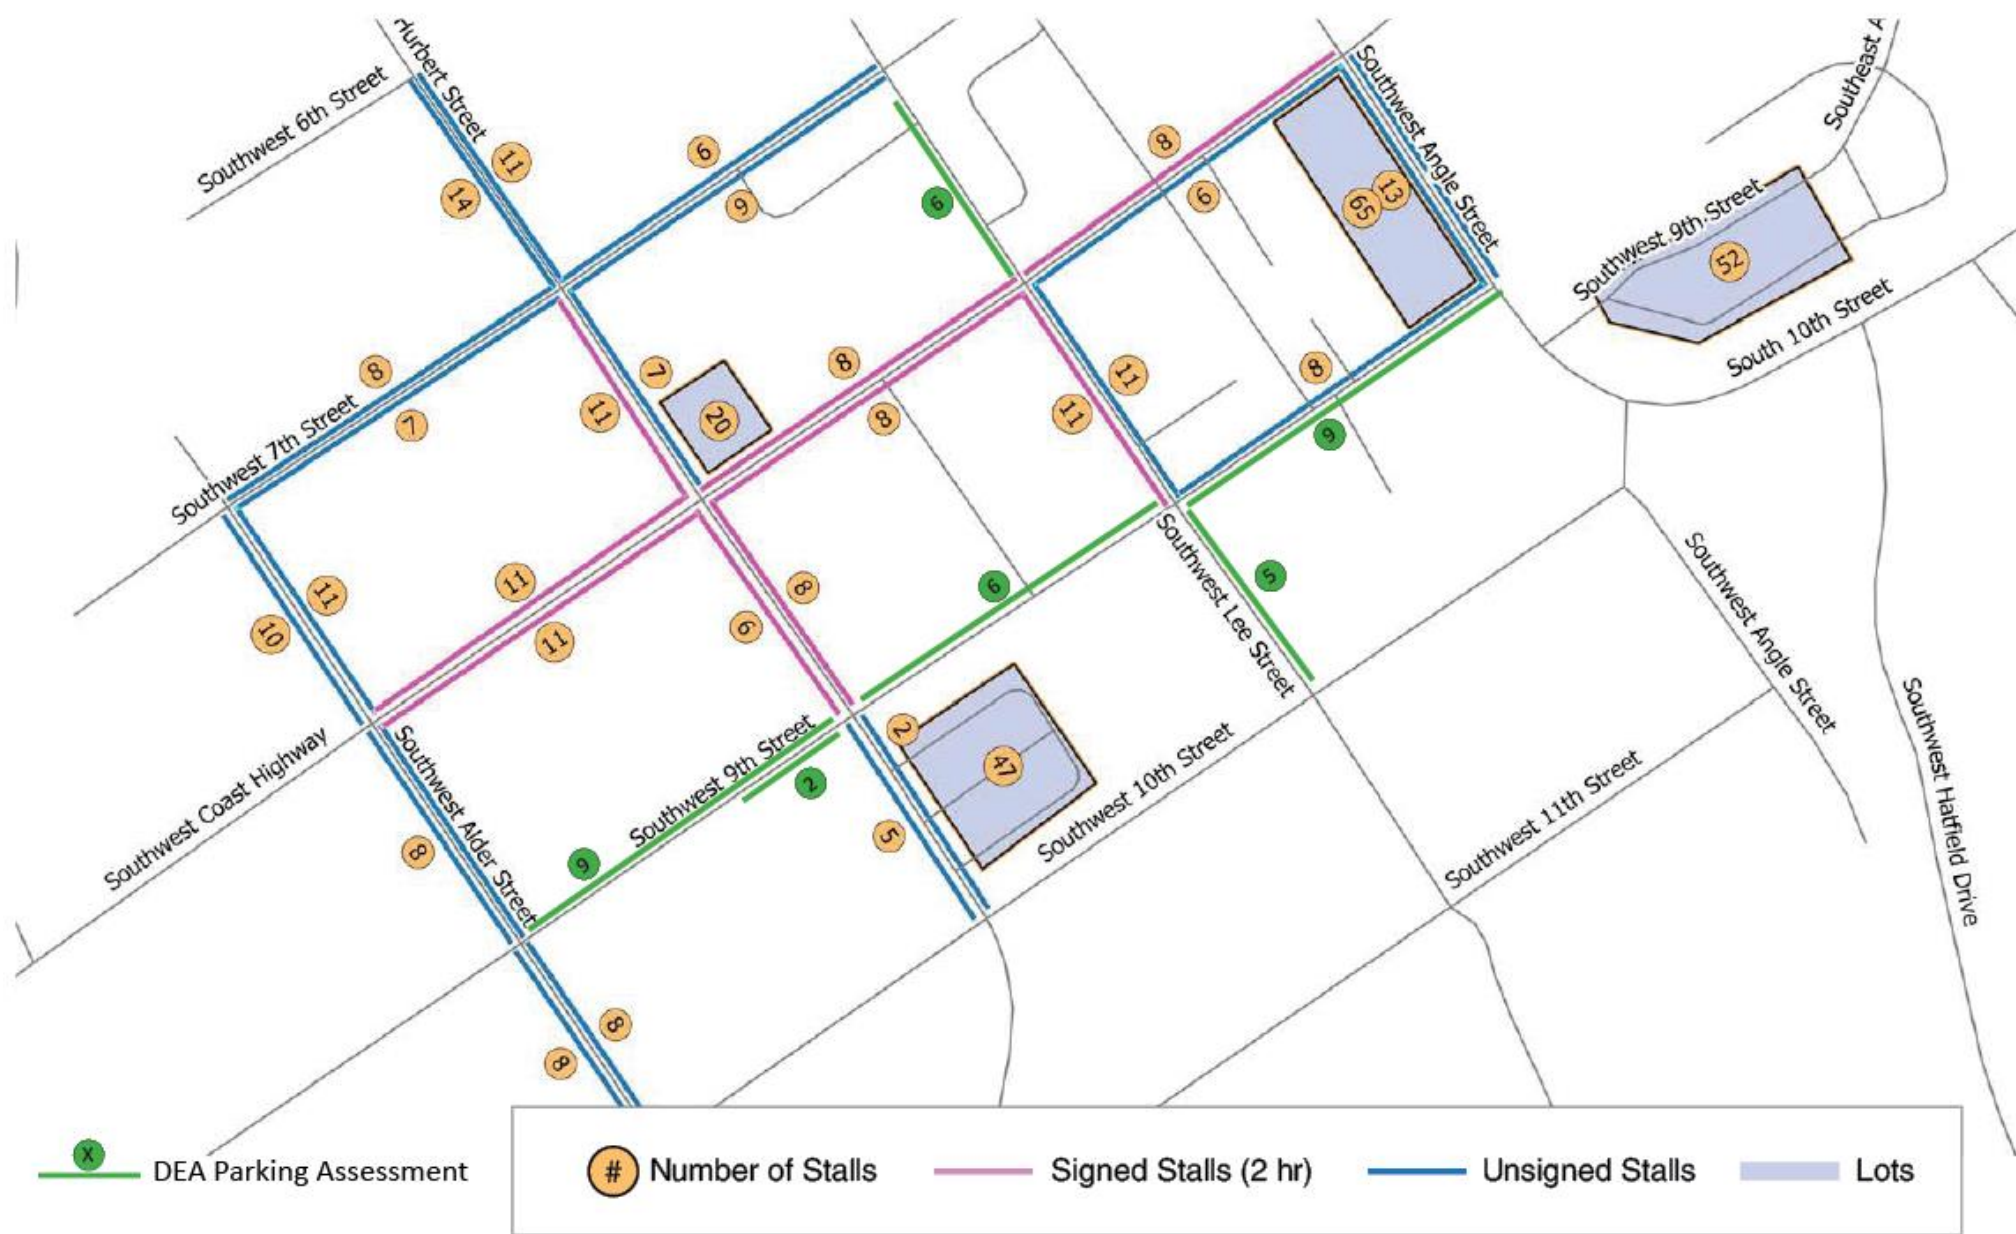 Hurbert Street
Southwest 6th Street
11
14
6
9
6
8
6
Southwest Angle Street
13
65
Southeast A
Southwest 9th Street
52
South 10th Street
8
7
Southwest 7th Street
7
11
20
8
8
11
11
8
9
11
10
11
11
8
6
6
5
Southwest Lee Street
Southwest Angle Street
Southwest Hatfield Drive
Southwest Coast Highway
Southwest Alder Street
8
Southwest 9th Street
2
9
2
47
5
Southwest 10th Street
Southwest 11th Street
8
8
X
DEA Parking Assessment
# Number of Stalls
Signed Stalls (2 hr)
Unsigned Stalls
Lots